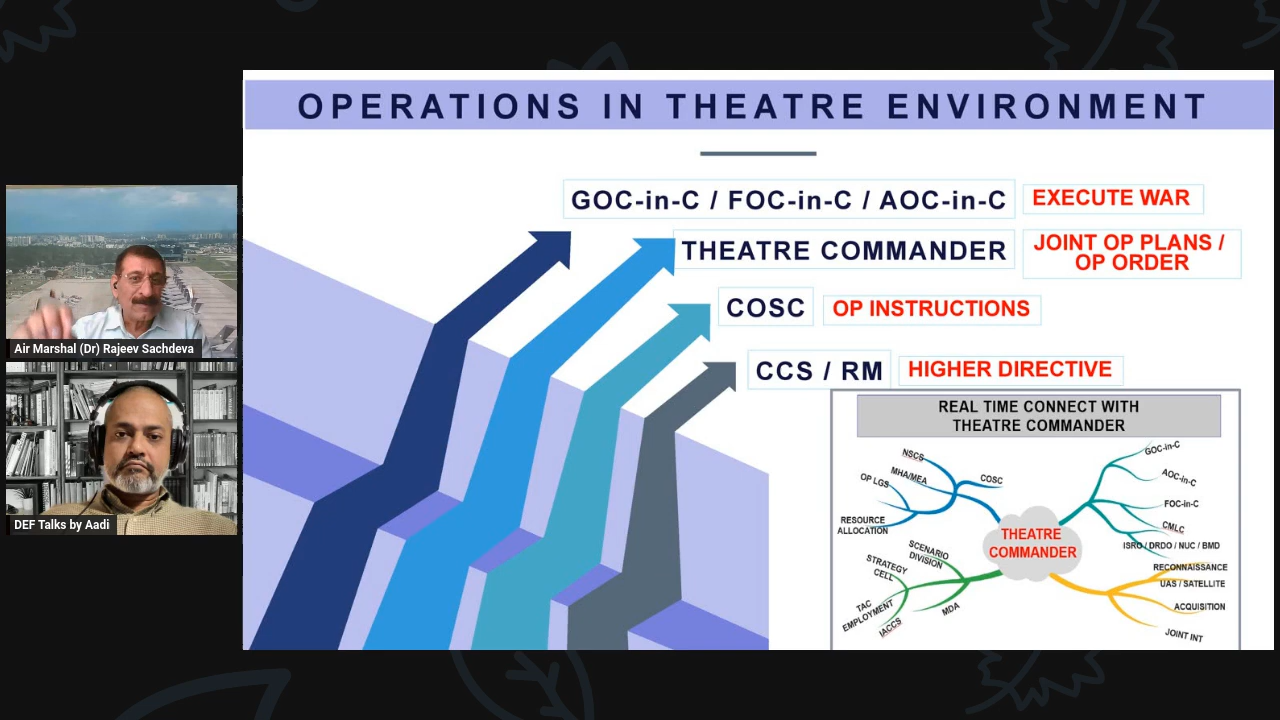 OPERATIONS IN THEATRE ENVIRONMENT
GOC-in-C / FOC-in-C / AOC-in-C
EXECUTE WAR
THEATRE COMMANDER
JOINT OP PLANS /
OP ORDER
COSC
OP INSTRUCTIONS
CCS / RM
HIGHER DIRECTIVE
REAL TIME CONNECT WITH
THEATRE COMMANDER
NSCS
MHA/MEA
OP LGS
COSC
RESOURCE
ALLOCATION
THEATRE
COMMANDER
GOC-in-C
AOC-in-C
FOC-in-C
CMLC
ISRO / DRDO / NUC / BMD
SCENARIO
DIVISION
STRATEGY
CELL
TAC
EMPLOYMENT
IACCS
MDA
RECONNAISSANCE
UAS / SATELLITE
ACQUISITION
JOINT INT
Air Marshal (Dr) Rajeev Sachdeva
DEF Talks by Aadi